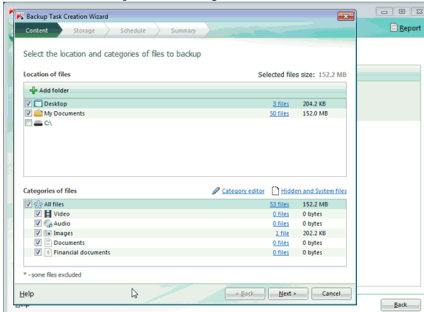 Backup Task Creation Wizard
Content Storage Schedule Summary
Report
Select the location and categories of files to backup
Location of files Selected files size: 152.2 MB
Add folder
Desktop 3 files 204.2 KB
My Documents 50 files 152.0 MB
C:\
Categories of files Category editor Hidden and System files
All files 53 files 152.2 MB
Video 0 files 0 bytes
Audio 0 files 0 bytes
Images 1 file 202.2 KB
Documents 0 files 0 bytes
Financial documents 0 files 0 bytes
* - some files excluded
Help < Back Next > Cancel
Back